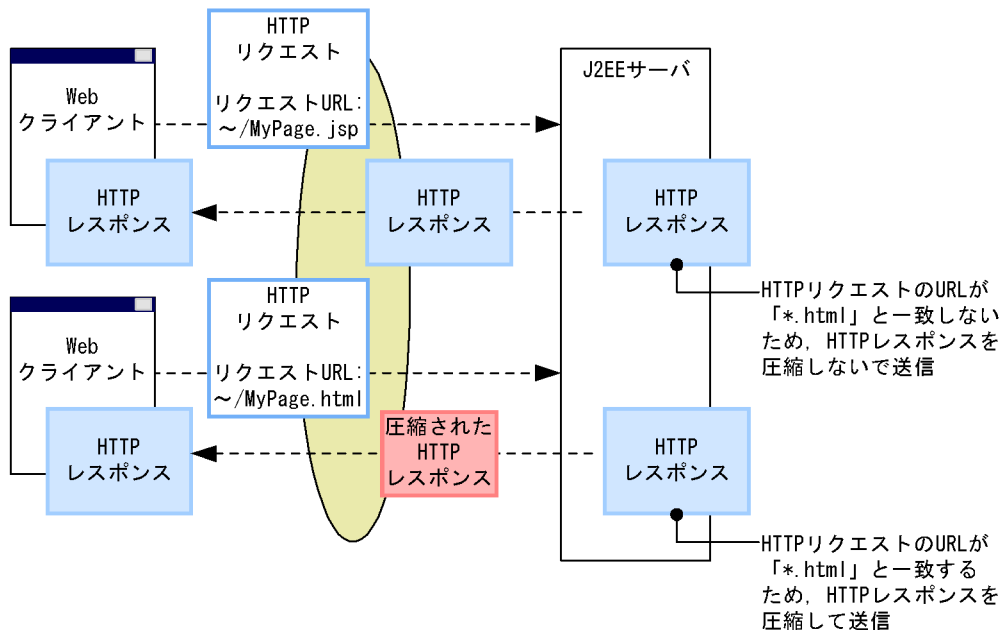 HTTP
リクエスト
リクエストURL:
～/MyPage.jsp
Web
クライアント
J2EEサーバ
HTTP
レスポンス
HTTP
レスポンス
HTTP
レスポンス
HTTPリクエストのURLが
「*.html」と一致しない
ため，HTTPレスポンスを
圧縮しないで送信
HTTP
リクエスト
リクエストURL:
～/MyPage.html
Web
クライアント
HTTP
レスポンス
圧縮された
HTTP
レスポンス
HTTP
レスポンス
HTTPリクエストのURLが
「*.html」と一致する
ため，HTTPレスポンスを
圧縮して送信